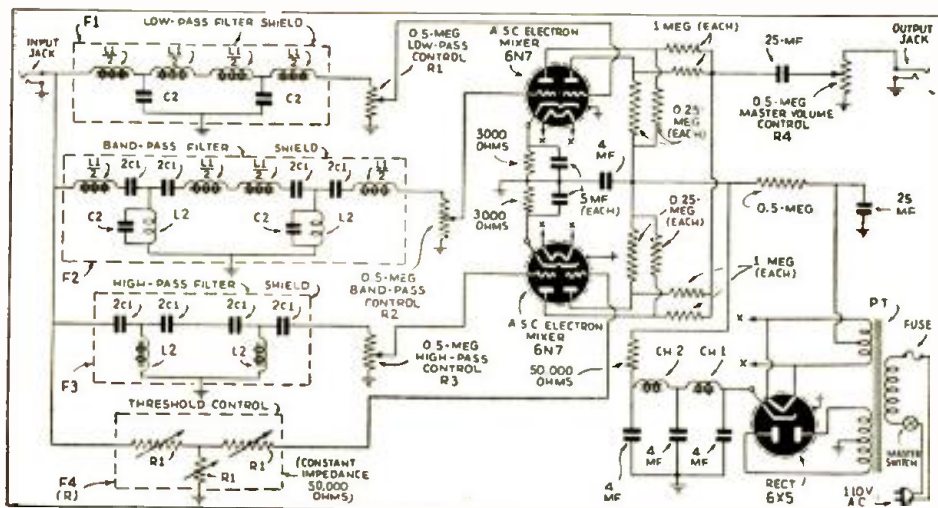 F1
LOW-PASS FILTER SHIELD
INPUT
JACK
L1/2
L1/2
L1/2
L1/2
C2
C2
0.5-MEG
LOW-PASS
CONTROL
R1
A S C ELECTRON
MIXER
6N7
1 MEG (EACH)
25-MF
OUTPUT
JACK
0.5-MEG
MASTER VOLUME
CONTROL
R4
0.25-
MEG
(EACH)
BAND-PASS FILTER SHIELD
L1/2
2C1
2C1
L1/2
L1/2
2C1
2C1
L1/2
C2
L2
C2
L2
F2
0.5-MEG
BAND-PASS
CONTROL
R2
3000
OHMS
3000
OHMS
X
X
4
MF
5 MF (EACH)
0.25-
MEG
(EACH)
0.5-MEG
25
MF
X
X
1 MEG
(EACH)
HIGH-PASS FILTER SHIELD
2C1
2C1
2C1
2C1
L2
L2
F3
0.5-MEG
HIGH-PASS
CONTROL
R3
A S C ELECTRON
MIXER
6N7
50,000
OHMS
CH 2
CH 1
X
X
PT
FUSE
THRESHOLD CONTROL
R1
R1
R1
F4
(R)
(CONSTANT
IMPEDANCE
50,000
OHMS)
4
MF
4
MF
4
MF
RECT
6X5
MASTER
SWITCH
110V
A C